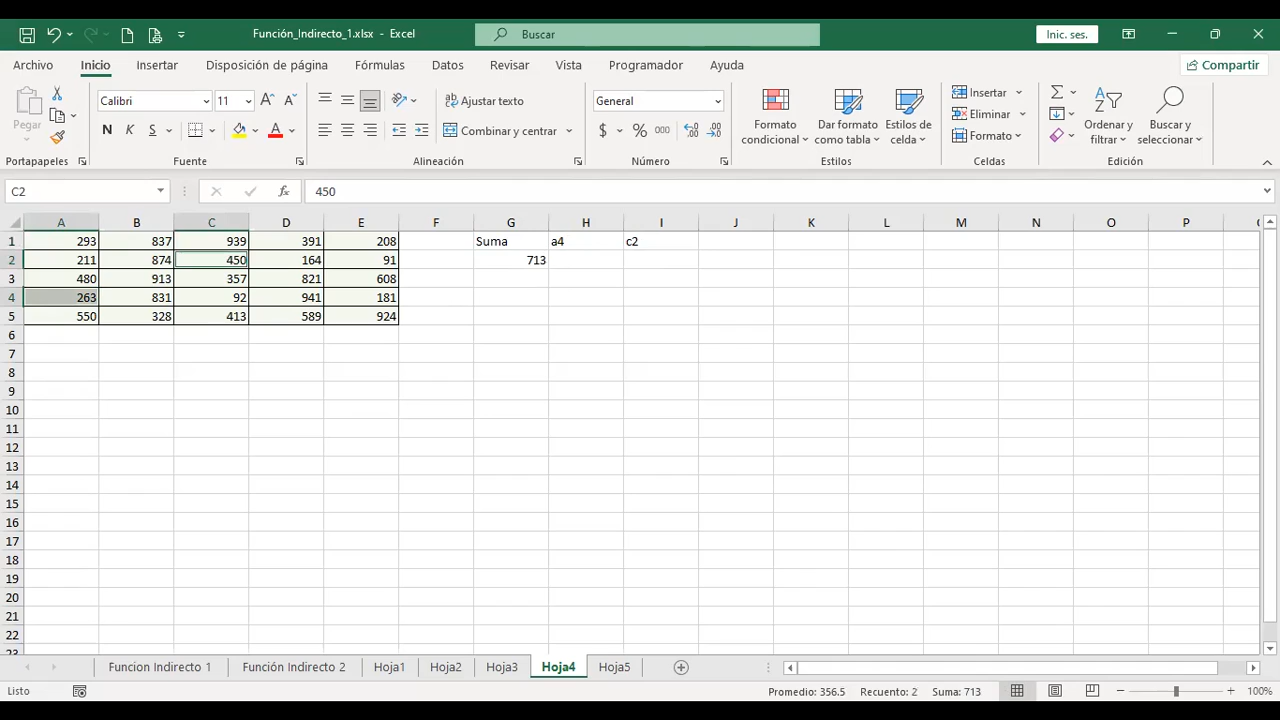 Función_Indirecto_1.xlsx - Excel
Buscar
Inic. ses.
Archivo Inicio Insertar Disposición de página Fórmulas Datos Revisar Vista Programador Ayuda Compartir
Pegar
Portapapeles
Calibri 11
N K S
Fuente
Ajustar texto
Combinar y centrar
Alineación
General
$ % 000
Número
Formato condicional
Dar formato como tabla
Estilos de celda
Estilos
Insertar
Eliminar
Formato
Celdas
Ordenar y filtrar
Buscar y seleccionar
Edición
C2 fx 450
A B C D E F G H I J K L M N O P
1 293 837 939 391 208 Suma a4 c2
2 211 874 450 164 91 713
3 480 913 357 821 608
4 263 831 92 941 181
5 550 328 413 589 924
6
7
8
9
10
11
12
13
14
15
16
17
18
19
20
21
22
23
Funcion Indirecto 1 Función Indirecto 2 Hoja1 Hoja2 Hoja3 Hoja4 Hoja5
Listo Promedio: 356.5 Recuento: 2 Suma: 713 100%